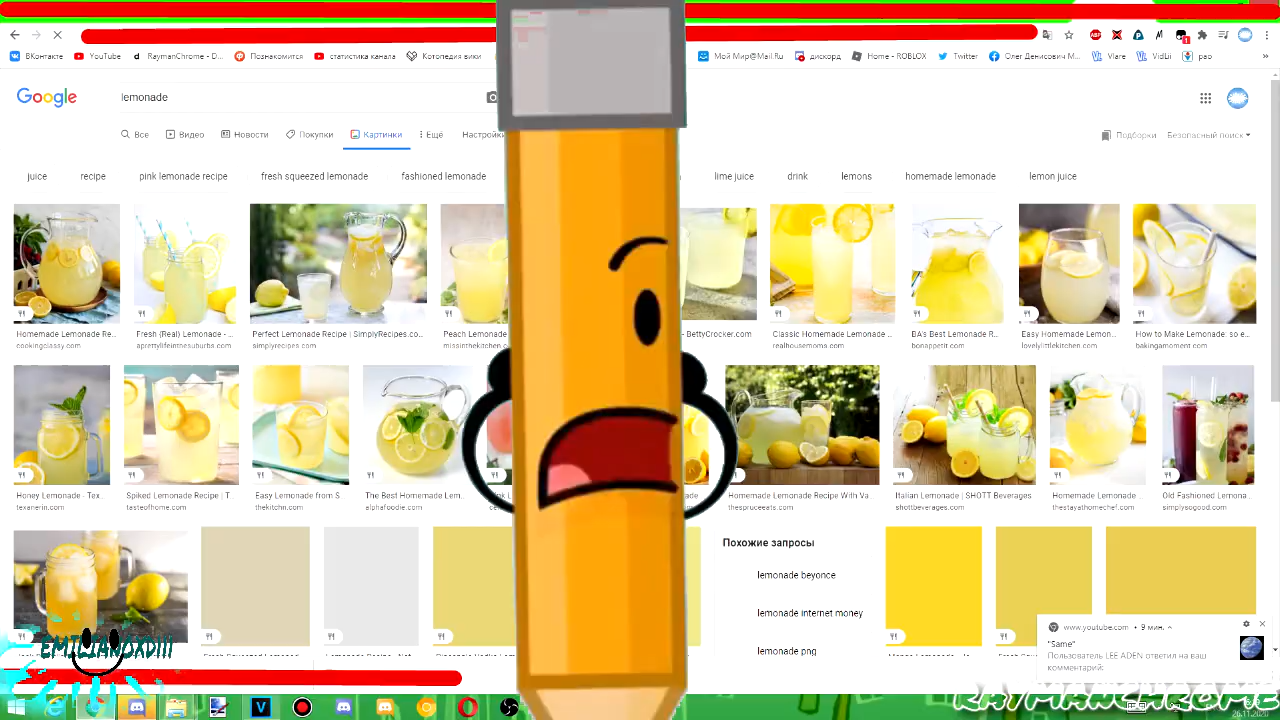 ВКонтакте
YouTube
RaymanChrome - D...
Познакомится
статистика канала
Котопедия вики
Мой Мир@Mail.Ru
дискорд
Home - ROBLOX
Twitter
Олег Денисович М...
Vlare
VidLii
рао
»
Google
lemonade
Все
Видео
Новости
Покупки
Картинки
Ещё
Настройки
Подборки
Безопасный поиск
juice
recipe
pink lemonade recipe
fresh squeezed lemonade
fashioned lemonade
lime juice
drink
lemons
homemade lemonade
lemon juice
Homemade Lemonade Re...
cookingclassy.com
Fresh {Real} Lemonade - ...
aprettylifeinthesuburbs.com
Perfect Lemonade Recipe | SimplyRecipes.co...
simplyrecipes.com
Peach Lemonade
missinthekitchen.com
- BettyCrocker.com
Classic Homemade Lemonade ...
realhousemoms.com
BA's Best Lemonade R...
bonappetit.com
Easy Homemade Lemon...
lovelylittlekitchen.com
How to Make Lemonade: so e...
bakingamoment.com
Honey Lemonade - Tex
texanerin.com
Spiked Lemonade Recipe | T...
tasteofhome.com
Easy Lemonade from S...
thekitchn.com
The Best Homemade Lem...
alphafoodie.com
Homemade Lemonade Recipe With Va...
thespruceeats.com
Italian Lemonade | SHOTT Beverages
shottbeverages.com
Homemade Lemonade ...
thestayathomechef.com
Old Fashioned Lemona...
simplysogood.com
Похожие запросы
lemonade beyonce
lemonade internet money
lemonade png
www.youtube.com • 9 мин.
"Same"
Пользователь LEE ADEN ответил на ваш
комментарий:
EMILIANDXDIII
RAYMANCHROME
26.11.2020